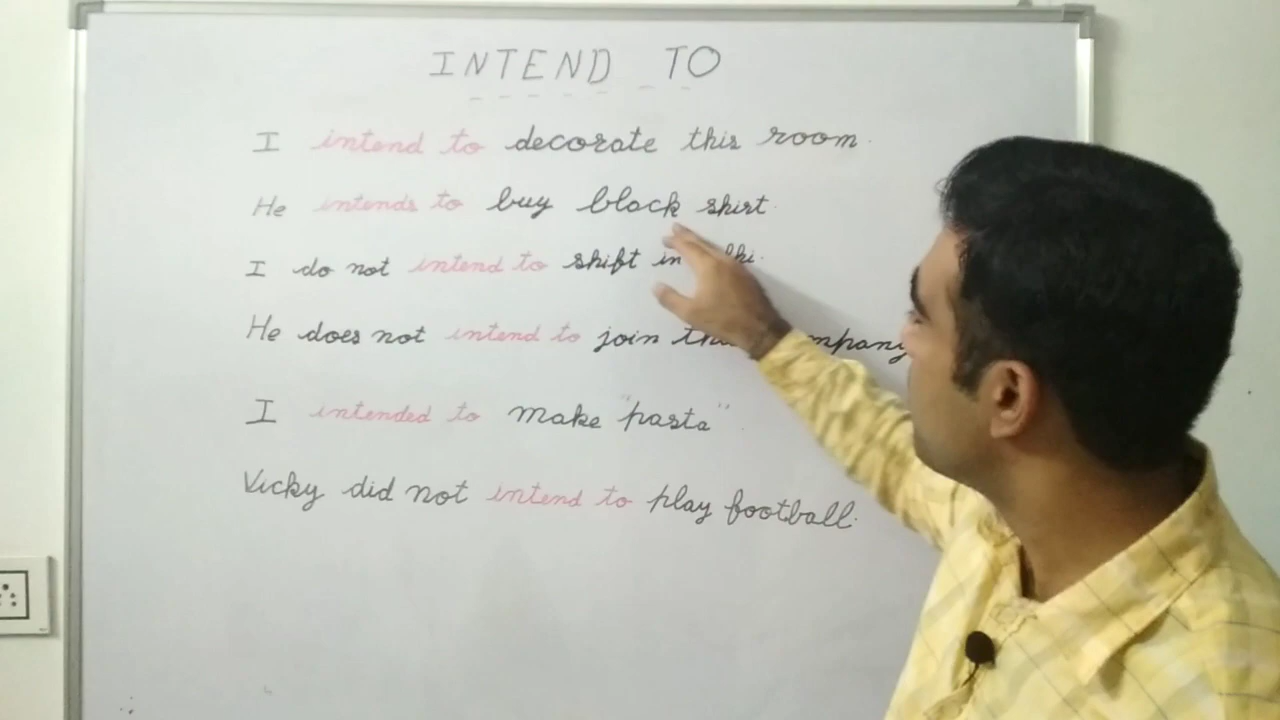 INTEND TO
I intend to decorate this room.
He intends to buy black shirt.
I do not intend to shift in
He does not intend to join
I intended to make "pasta".
Vicky did not intend to play football.